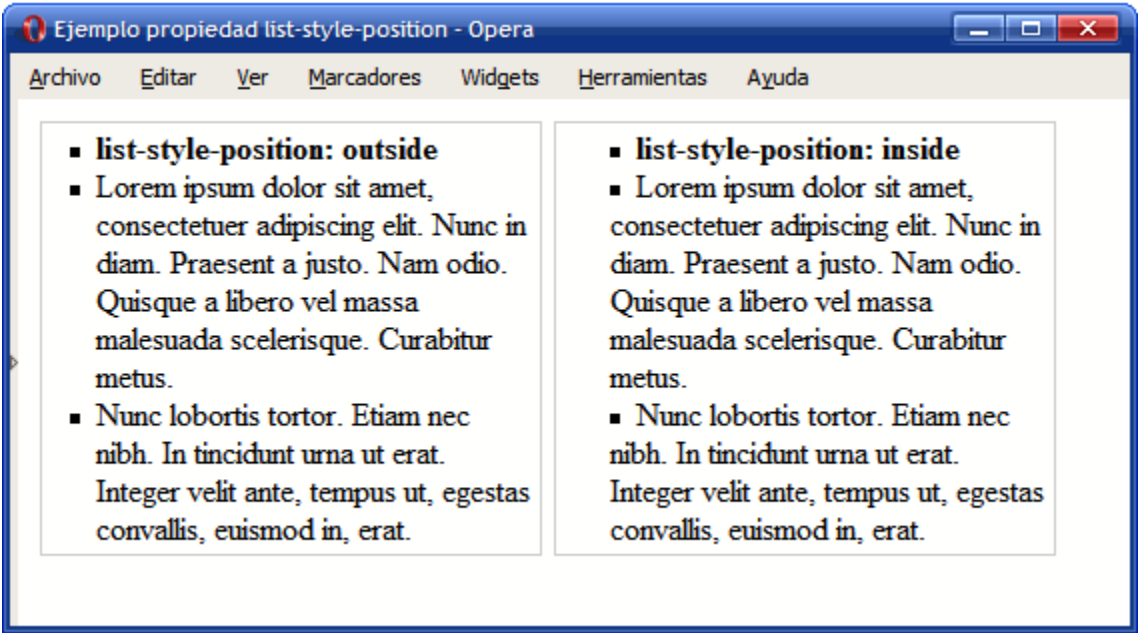 Ejemplo propiedad list-style-position - Opera
Archivo Editar Ver Marcadores Widgets Herramientas Ayuda
list-style-position: outside
Lorem ipsum dolor sit amet,
consectetuer adipiscing elit. Nunc in
diam. Praesent a justo. Nam odio.
Quisque a libero vel massa
malesuada scelerisque. Curabitur
metus.
Nunc lobortis tortor. Etiam nec
nibh. In tincidunt urna ut erat.
Integer velit ante, tempus ut, egestas
convallis, euismod in, erat.
list-style-position: inside
Lorem ipsum dolor sit amet,
consectetuer adipiscing elit. Nunc in
diam. Praesent a justo. Nam odio.
Quisque a libero vel massa
malesuada scelerisque. Curabitur
metus.
Nunc lobortis tortor. Etiam nec
nibh. In tincidunt urna ut erat.
Integer velit ante, tempus ut, egestas
convallis, euismod in, erat.